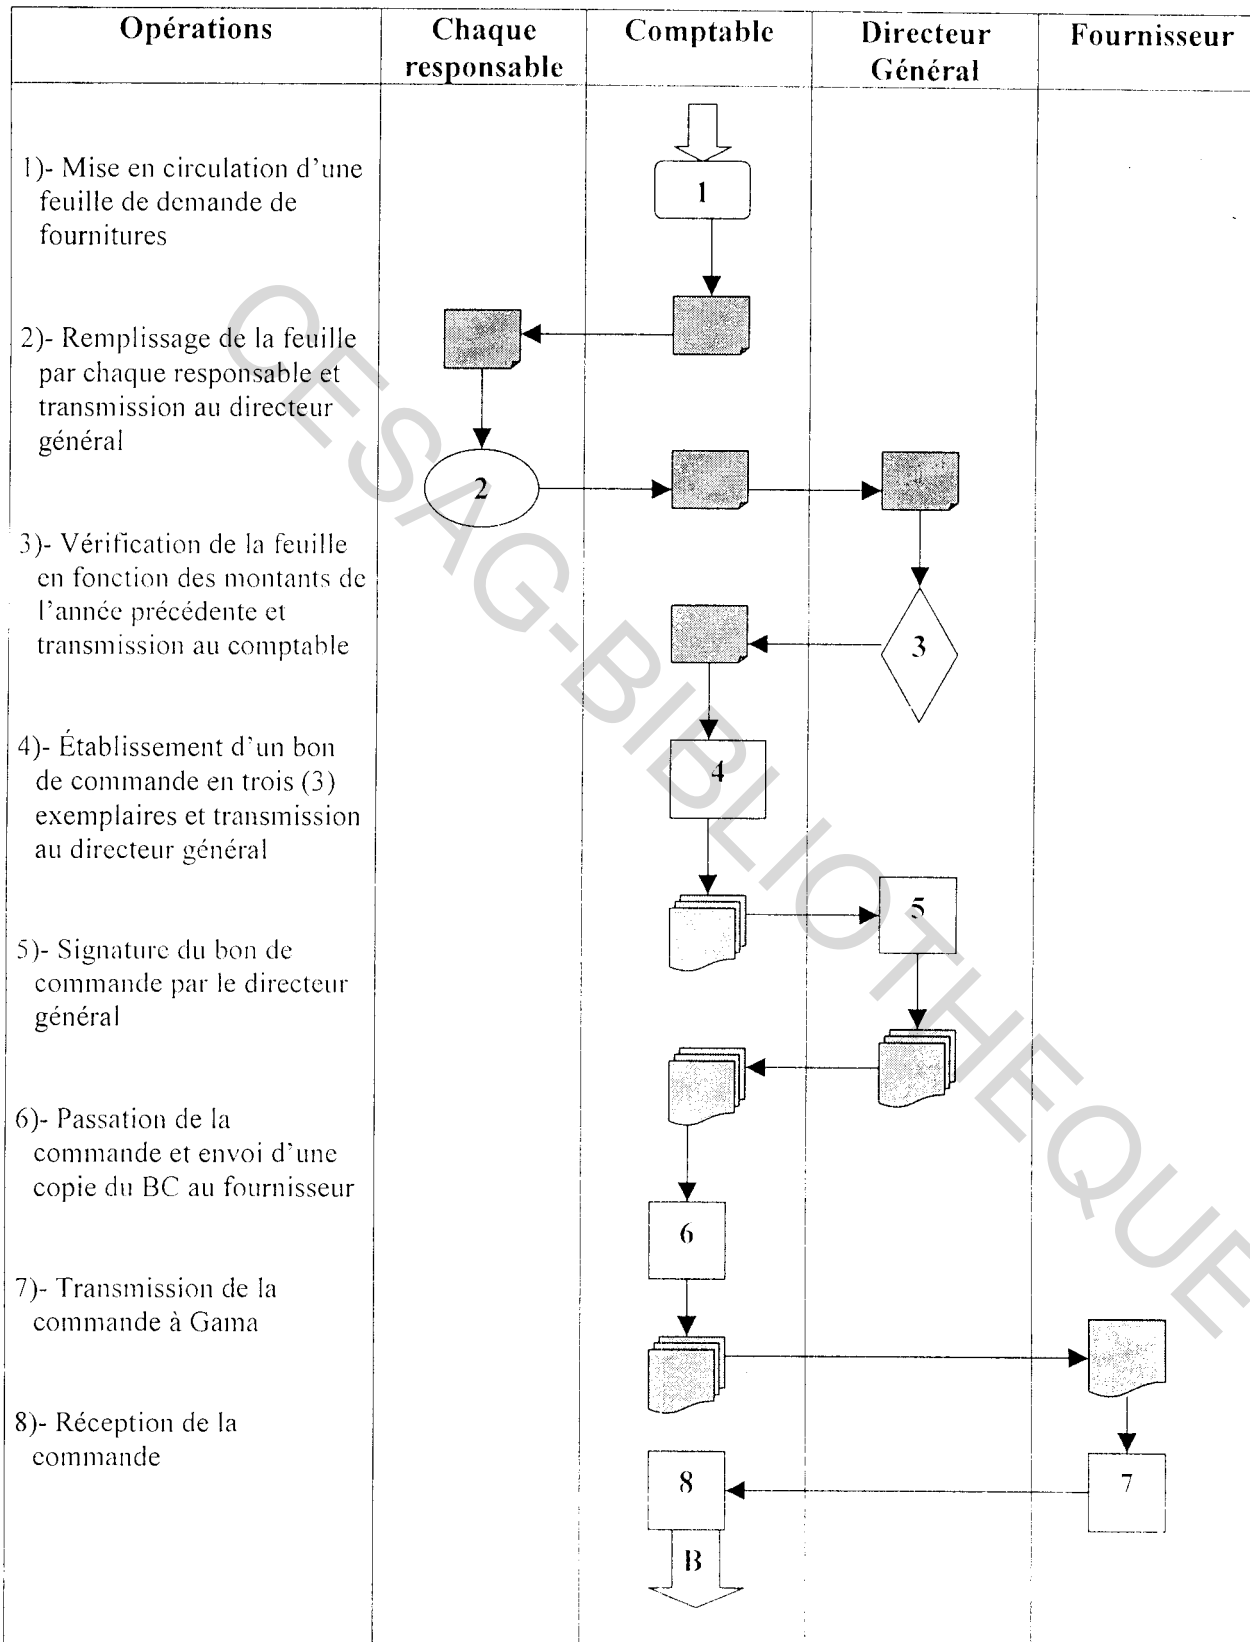 Opérations
Chaque
responsable
Comptable
Directeur
Général
Fournisseur
1)- Mise en circulation d'une
feuille de demande de
fournitures
1
2)- Remplissage de la feuille
par chaque responsable et
transmission au directeur
général
2
3)- Vérification de la feuille
en fonction des montants de
l'année précédente et
transmission au comptable
3
4)- Établissement d'un bon
de commande en trois (3)
exemplaires et transmission
au directeur général
4
5)- Signature du bon de
commande par le directeur
général
5
6)- Passation de la
commande et envoi d'une
copie du BC au fournisseur
6
7)- Transmission de la
commande à Gama
8)- Réception de la
commande
8
7
B
CESAG-BIBLIOTHEQUE